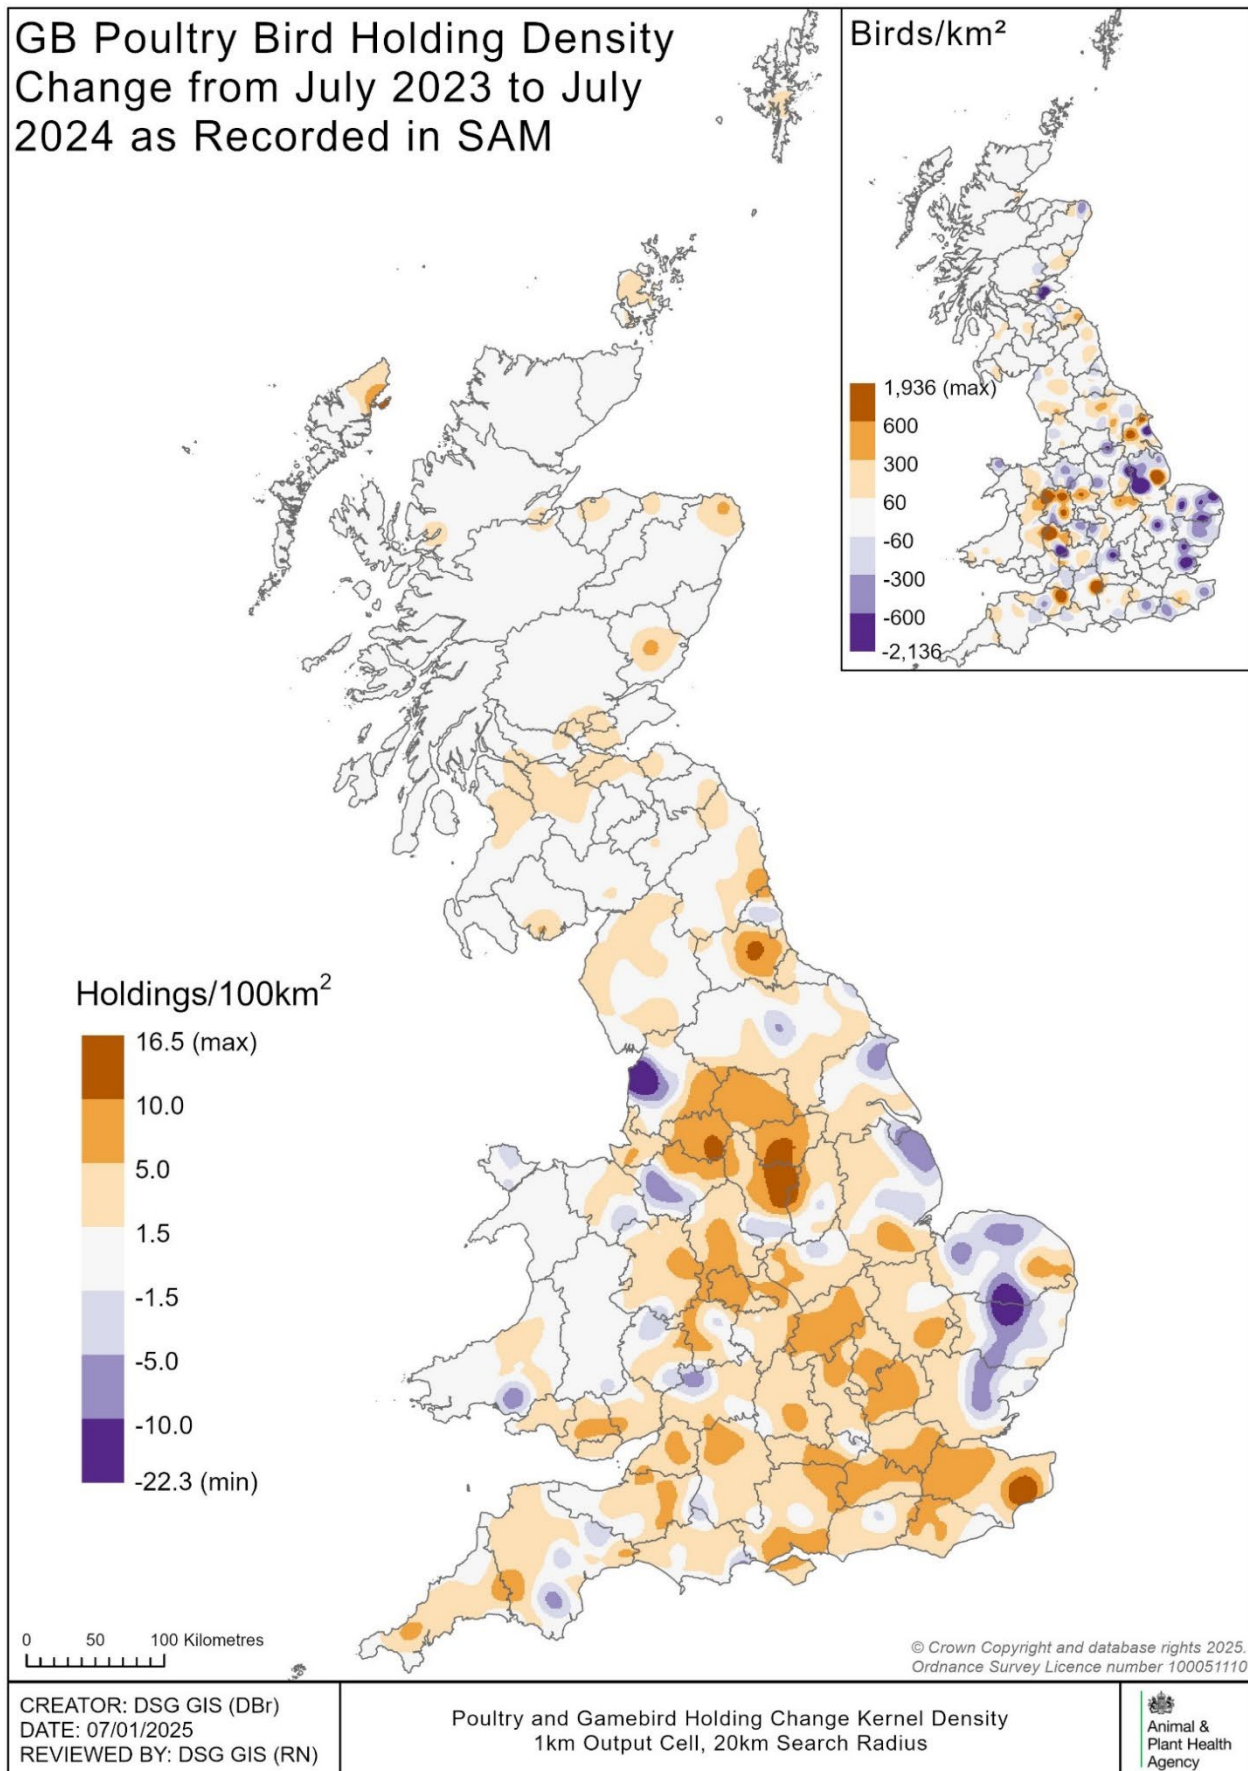 GB Poultry Bird Holding Density
Change from July 2023 to July
2024 as Recorded in SAM
Birds/km²
1,936 (max)
600
300
60
-60
-300
-600
-2,136
Holdings/100km²
16.5 (max)
10.0
5.0
1.5
-1.5
-5.0
-10.0
-22.3 (min)
0 50 100 Kilometres
© Crown Copyright and database rights 2025.
Ordnance Survey Licence number 100051110
CREATOR: DSG GIS (DBr)
DATE: 07/01/2025
REVIEWED BY: DSG GIS (RN)
Poultry and Gamebird Holding Change Kernel Density
1km Output Cell, 20km Search Radius
Animal &
Plant Health
Agency